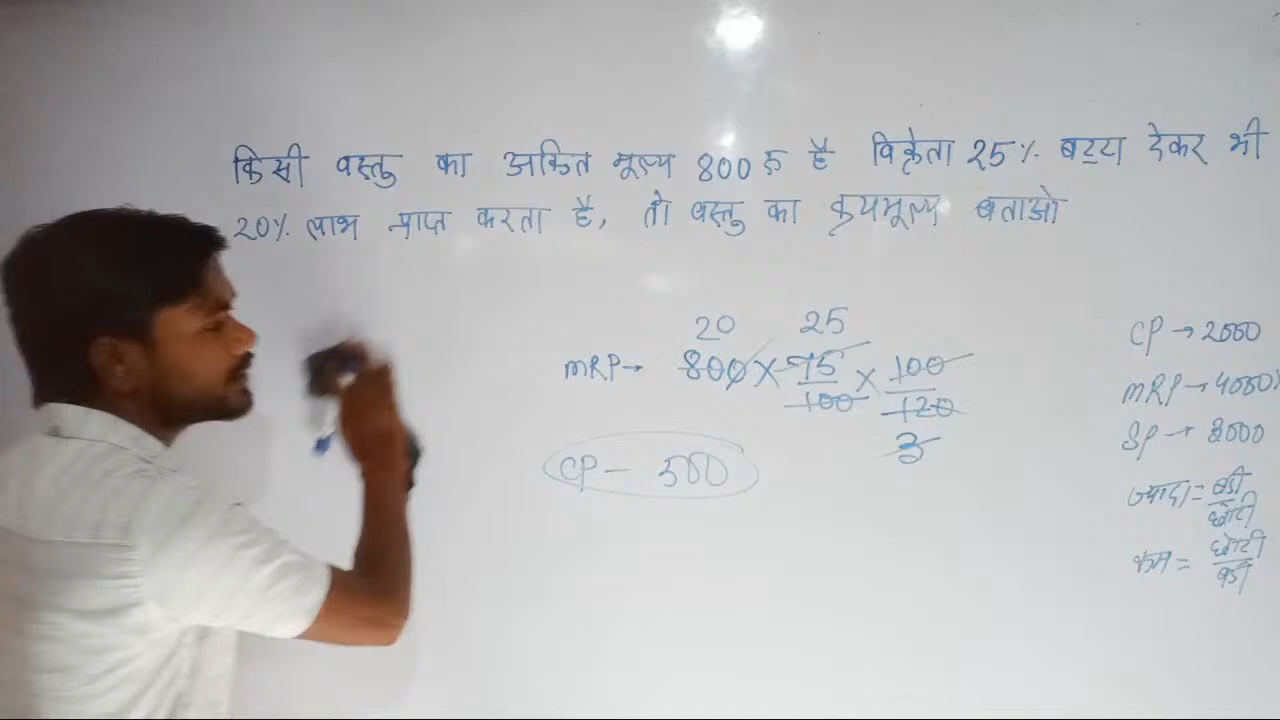 किसी वस्तु का अंकित मूल्य 800 रु है विक्रेता 25% बट्टा देकर भी
20% लाभ प्राप्त करता है, तो वस्तु का क्रयमूल्य बताओ
20 25
MRP→ 800 × 75/100 × 100/120
3
CP – 500
CP → 2000
MRP → 4000
SP → 3000
ज्यादा = बड़ी/छोटी
कम = छोटी/बड़ी